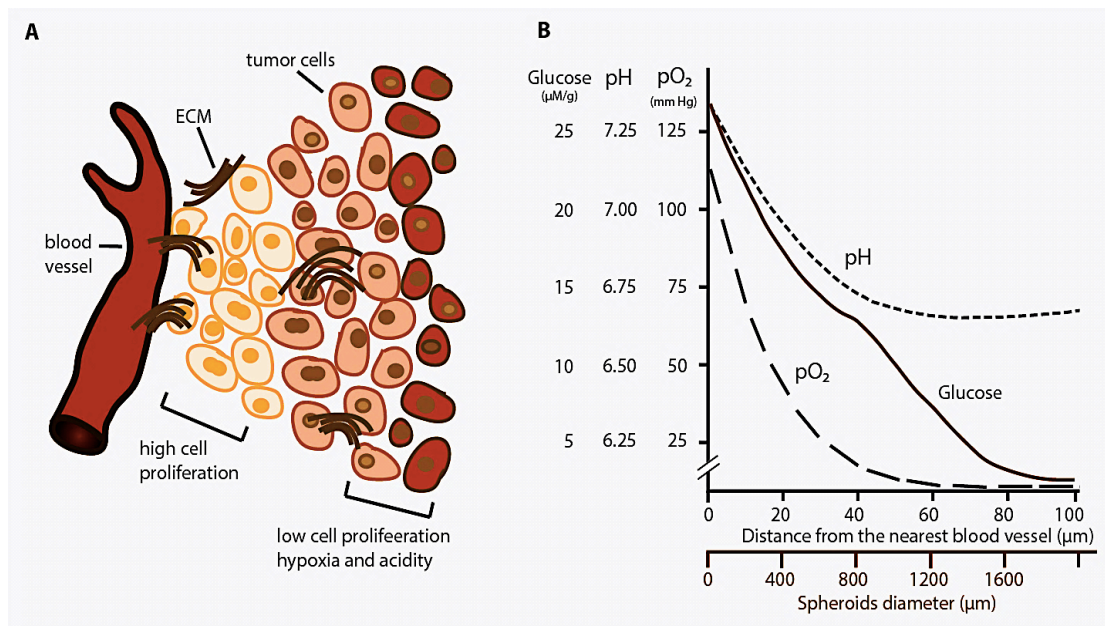 A
tumor cells
ECM
blood
vessel
high cell
proliferation
low cell prolifeeration
hypoxia and acidity
B
Glucose pH pO₂
(µM/g) (mm Hg)
25 7.25 125
20 7.00 100
15 6.75 75
10 6.50 50
5 6.25 25
pH
pO₂
Glucose
0 20 40 60 80 100
Distance from the nearest blood vessel (µm)
0 400 800 1200 1600
Spheroids diameter (µm)